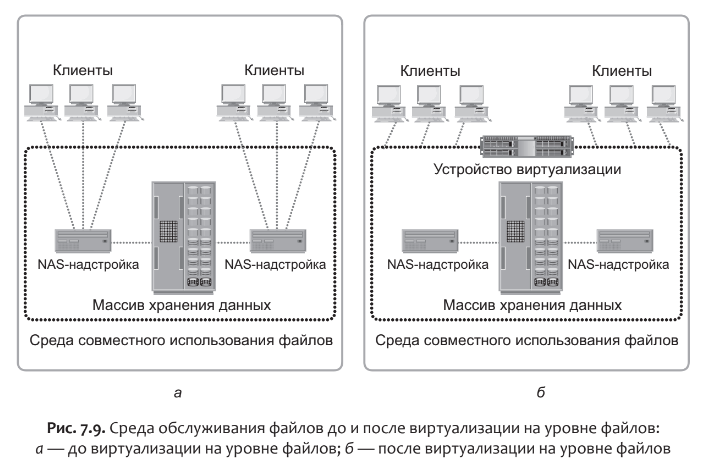 Клиенты
Клиенты
NAS-надстройка
NAS-надстройка
Массив хранения данных
Среда совместного использования файлов
а
Клиенты
Клиенты
Устройство виртуализации
NAS-надстройка
NAS-надстройка
Массив хранения данных
Среда совместного использования файлов
б
Рис. 7.9. Среда обслуживания файлов до и после виртуализации на уровне файлов:
а — до виртуализации на уровне файлов; б — после виртуализации на уровне файлов